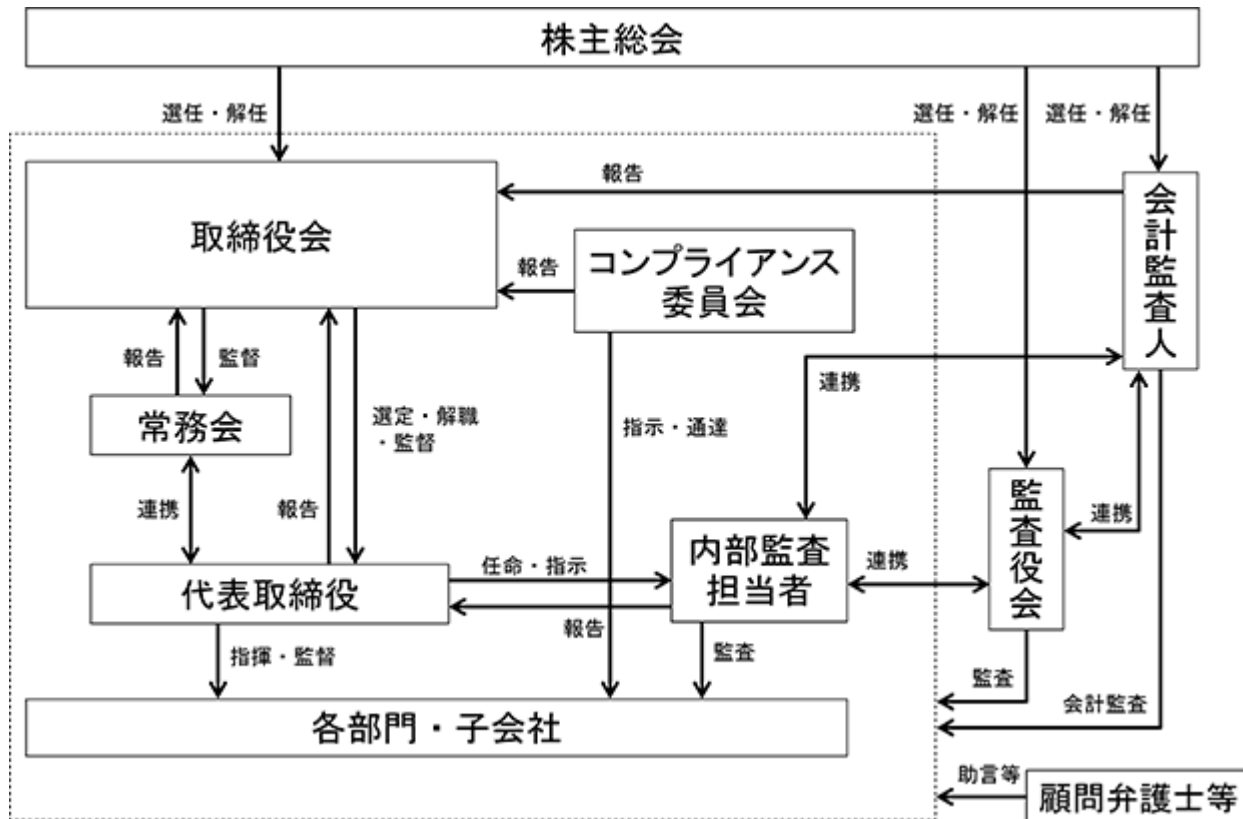 株主総会
選任・解任
選任・解任
選任・解任
報告
会計監査人
取締役会
コンプライアンス
委員会
報告
報告
監督
連携
常務会
選定・解職
・監督
指示・通達
監査役会
連携
報告
連携
内部監査
担当者
連携
代表取締役
任命・指示
報告
指揮・監督
監査
監査
会計監査
各部門・子会社
助言等
顧問弁護士等